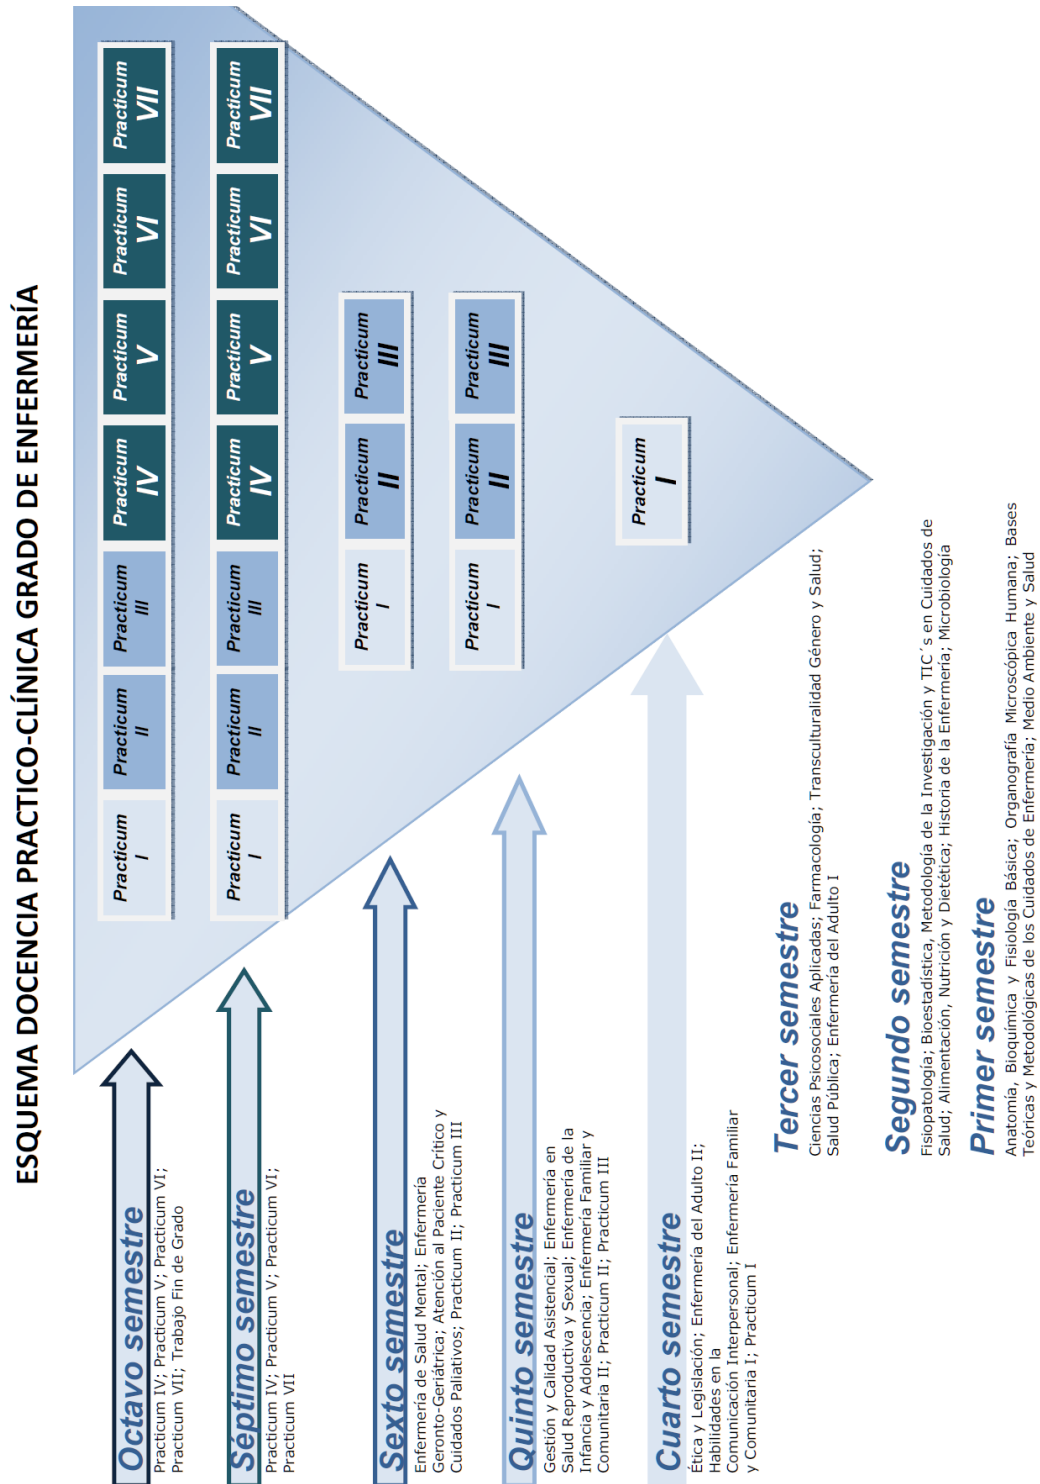 ESQUEMA DOCENCIA PRACTICO-CLÍNICA GRADO DE ENFERMERÍA
Octavo semestre
Practicum IV; Practicum V; Practicum VI;
Practicum VII; Trabajo Fin de Grado
Practicum
I
Practicum
II
Practicum
III
Practicum
IV
Practicum
V
Practicum
VI
Practicum
VII
Séptimo semestre
Practicum IV; Practicum V; Practicum VI;
Practicum VII
Practicum
I
Practicum
II
Practicum
III
Practicum
IV
Practicum
V
Practicum
VI
Practicum
VII
Sexto semestre
Enfermería de Salud Mental; Enfermería
Geronto-Geriátrica; Atención al Paciente Crítico y
Cuidados Paliativos; Practicum II; Practicum III
Practicum
I
Practicum
II
Practicum
III
Quinto semestre
Gestión y Calidad Asistencial; Enfermería en
Salud Reproductiva y Sexual; Enfermería de la
Infancia y Adolescencia; Enfermería Familiar y
Comunitaria II; Practicum II; Practicum III
Practicum
I
Practicum
II
Practicum
III
Cuarto semestre
Ética y Legislación; Enfermería del Adulto II;
Habilidades en la
Comunicación Interpersonal; Enfermería Familiar
y Comunitaria I; Practicum I
Practicum
I
Tercer semestre
Ciencias Psicosociales Aplicadas; Farmacología; Transculturalidad Género y Salud;
Salud Pública; Enfermería del Adulto I
Segundo semestre
Fisiopatología; Bioestadística, Metodología de la Investigación y TIC´s en Cuidados de
Salud; Alimentación, Nutrición y Dietética; Historia de la Enfermería; Microbiología
Primer semestre
Anatomía, Bioquímica y Fisiología Básica; Organografía Microscópica Humana; Bases
Teóricas y Metodológicas de los Cuidados de Enfermería; Medio Ambiente y Salud